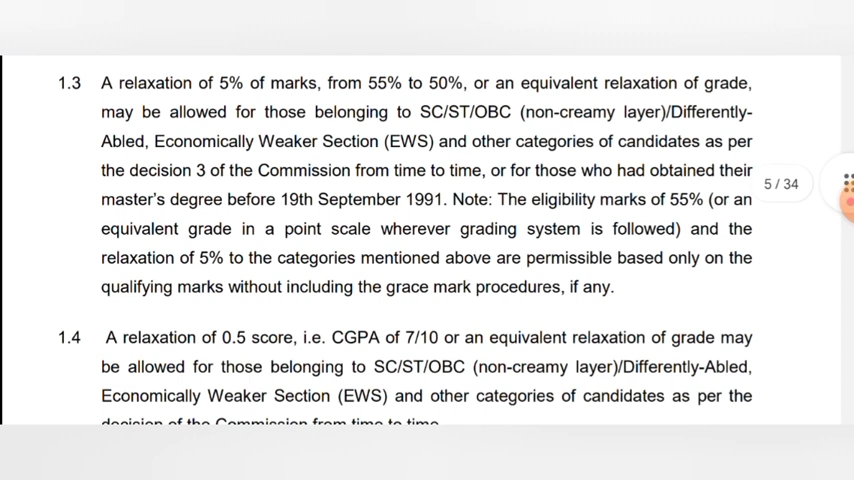 1.3 A relaxation of 5% of marks, from 55% to 50%, or an equivalent relaxation of grade,
may be allowed for those belonging to SC/ST/OBC (non-creamy layer)/Differently-
Abled, Economically Weaker Section (EWS) and other categories of candidates as per
the decision 3 of the Commission from time to time, or for those who had obtained their
master's degree before 19th September 1991. Note: The eligibility marks of 55% (or an
equivalent grade in a point scale wherever grading system is followed) and the
relaxation of 5% to the categories mentioned above are permissible based only on the
qualifying marks without including the grace mark procedures, if any.
5 / 34
1.4 A relaxation of 0.5 score, i.e. CGPA of 7/10 or an equivalent relaxation of grade may
be allowed for those belonging to SC/ST/OBC (non-creamy layer)/Differently-Abled,
Economically Weaker Section (EWS) and other categories of candidates as per the
decision of the Commission from time to time.